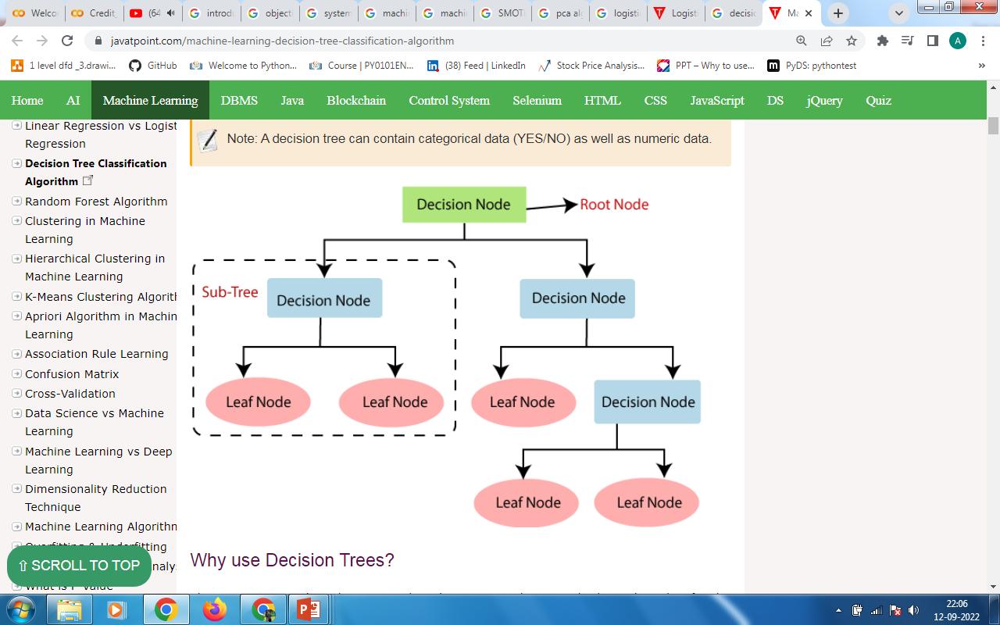 Welco
Credit_
(64
introd
objecti
system
machi
machi
SMOT
pca al
logisti
Logist
decisi
Ma
javatpoint.com/machine-learning-decision-tree-classification-algorithm
A
1 level dfd _3.drawi...
GitHub
Welcome to Python...
Course | PY0101EN...
(38) Feed | LinkedIn
Stock Price Analysis...
PPT – Why to use...
PyDS: pythontest
»
Home
AI
Machine Learning
DBMS
Java
Blockchain
Control System
Selenium
HTML
CSS
JavaScript
DS
jQuery
Quiz
Linear Regression vs Logist
Regression
Decision Tree Classification
Algorithm
Random Forest Algorithm
Clustering in Machine
Learning
Hierarchical Clustering in
Machine Learning
K-Means Clustering Algorith
Apriori Algorithm in Machin
Learning
Association Rule Learning
Confusion Matrix
Cross-Validation
Data Science vs Machine
Learning
Machine Learning vs Deep
Learning
Dimensionality Reduction
Technique
Machine Learning Algorithm
Overfitting & Underfitting
nalys
What is P-Value
⇧ SCROLL TO TOP
Note: A decision tree can contain categorical data (YES/NO) as well as numeric data.
Decision Node
Root Node
Sub-Tree
Decision Node
Decision Node
Leaf Node
Leaf Node
Leaf Node
Decision Node
Leaf Node
Leaf Node
Why use Decision Trees?
22:06
12-09-2022